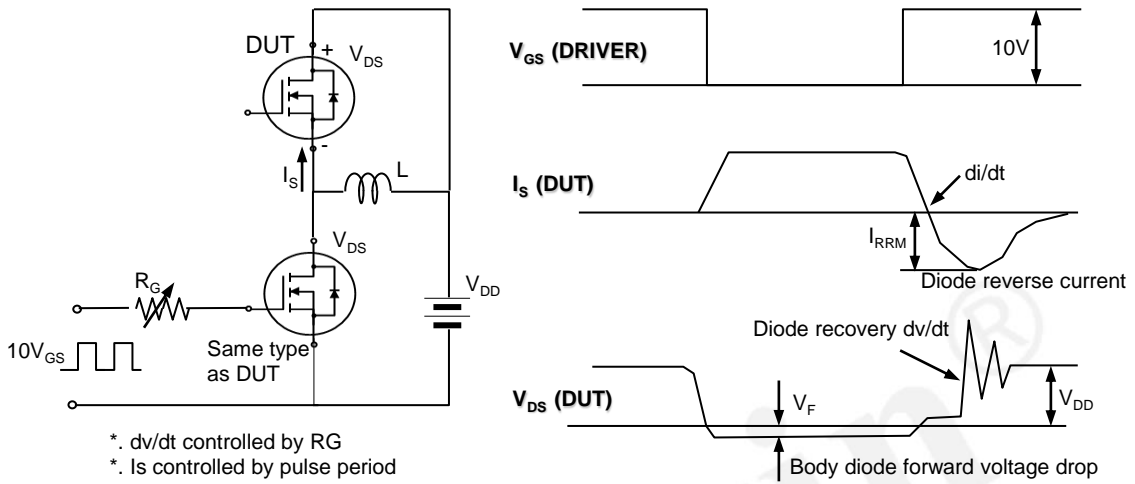 DUT
+
V_DS
-
I_S
L
V_DS
R_G
V_DD
10V_GS
Same type
as DUT
*. dv/dt controlled by RG
*. Is controlled by pulse period
V_GS (DRIVER)
10V
I_S (DUT)
di/dt
I_RRM
Diode reverse current
Diode recovery dv/dt
V_DS (DUT)
V_F
V_DD
Body diode forward voltage drop
®
in